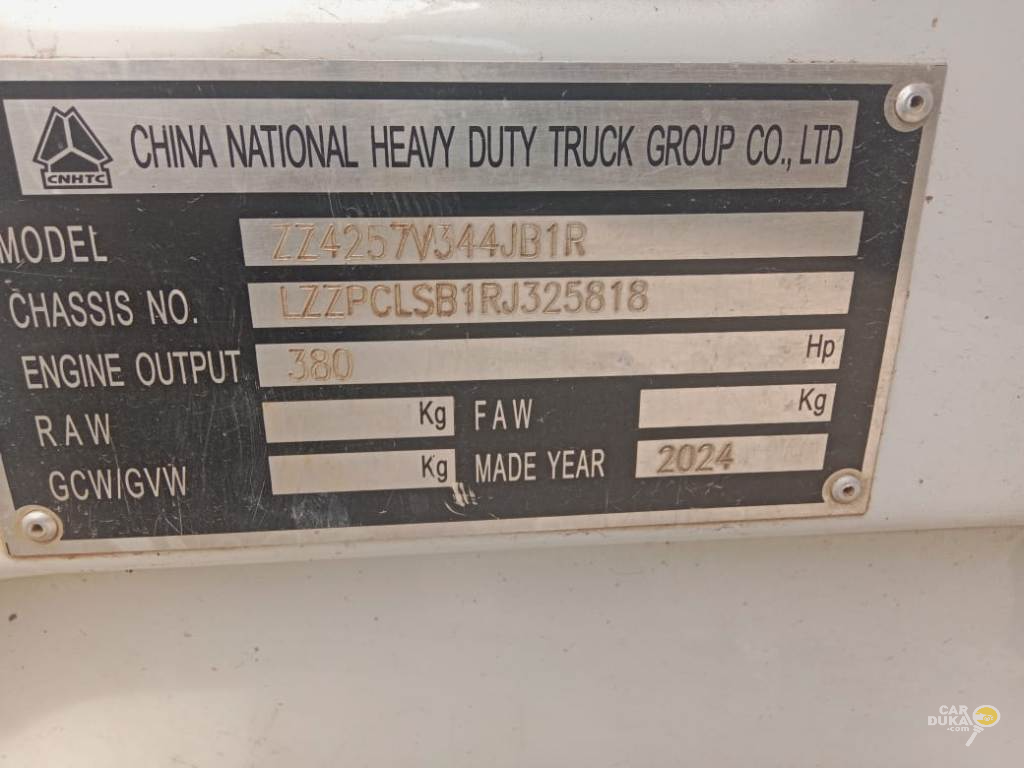 CNHTC
CHINA NATIONAL HEAVY DUTY TRUCK GROUP CO., LTD
MODEL ZZ4257V344JB1R
CHASSIS NO. LZZPCLSB1RJ325818
ENGINE OUTPUT 380 Hp
RAW Kg FAW Kg
GCW/GVW Kg MADE YEAR 2024
CAR
DUKA
.com